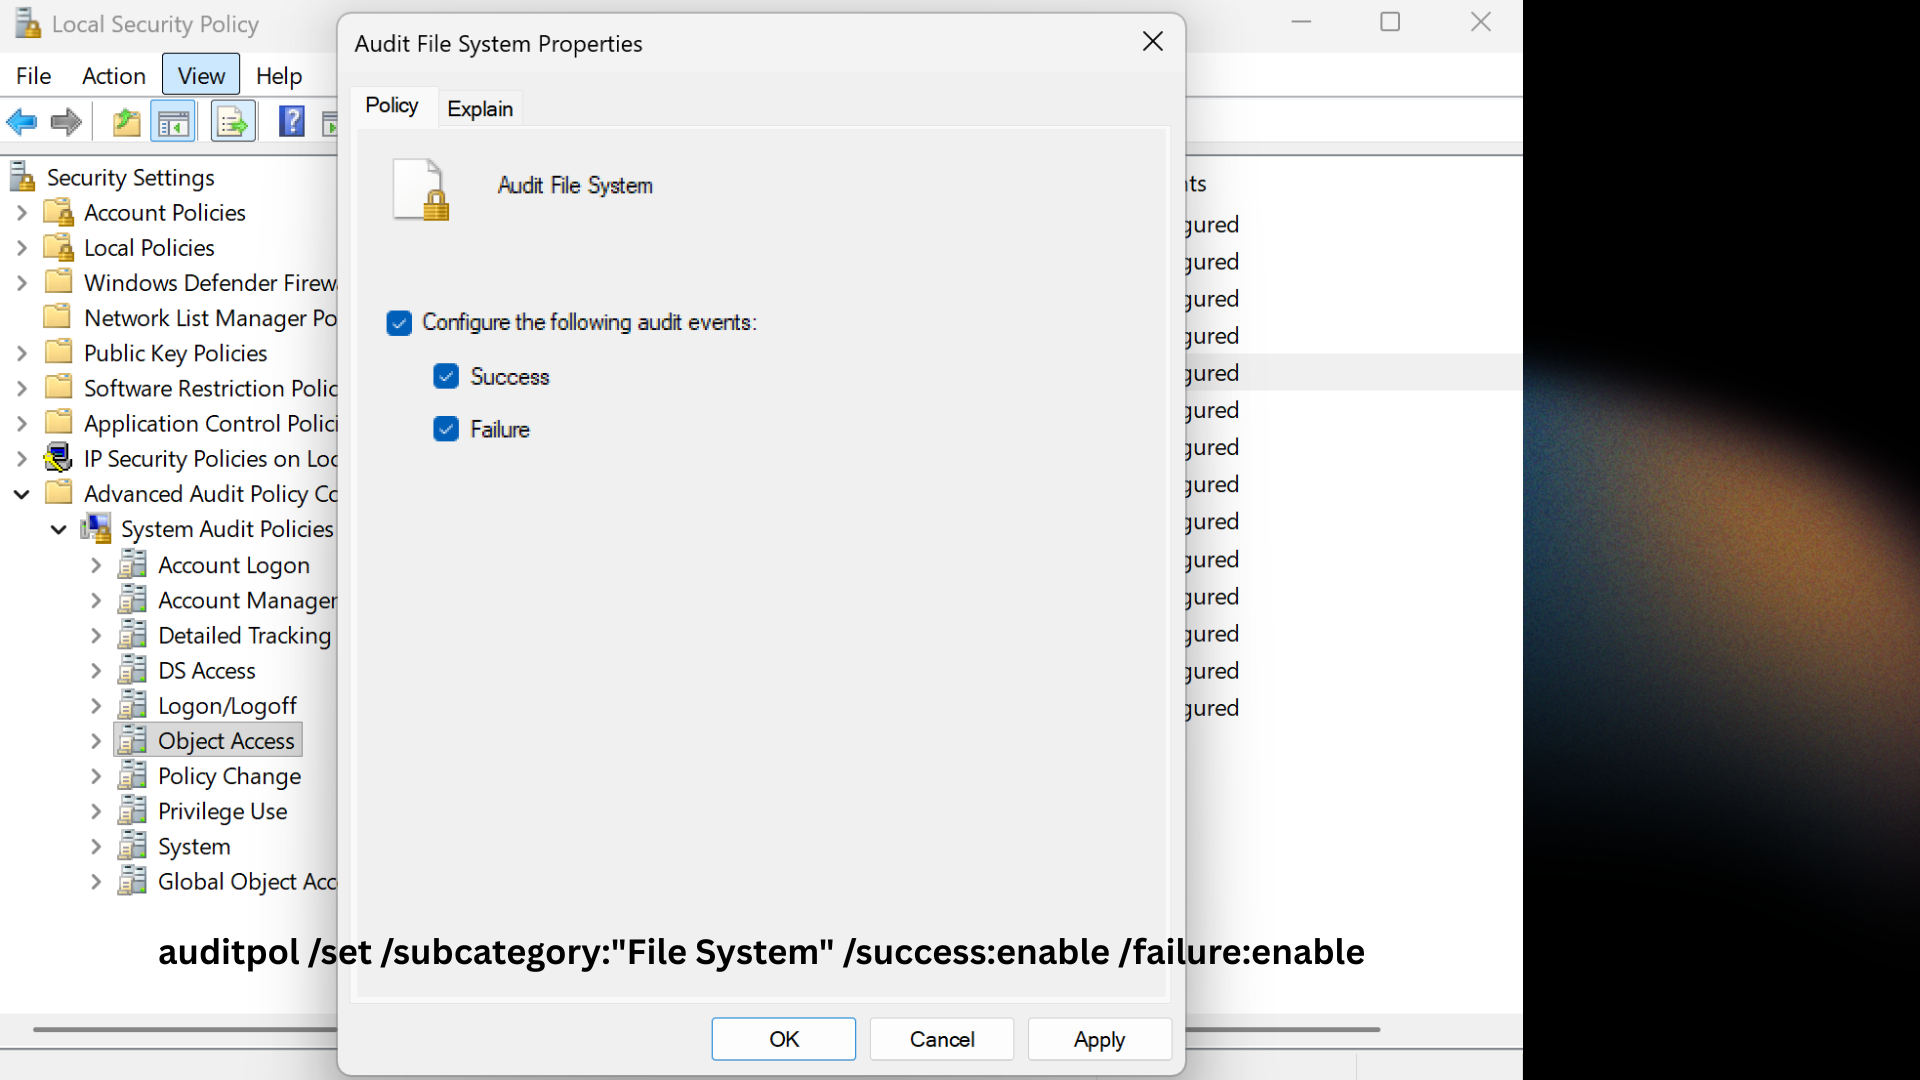 Local Security Policy
File Action View Help
Security Settings
Account Policies
Local Policies
Windows Defender Firew
Network List Manager Po
Public Key Policies
Software Restriction Polic
Application Control Polici
IP Security Policies on Loc
Advanced Audit Policy Co
System Audit Policies
Account Logon
Account Manager
Detailed Tracking
DS Access
Logon/Logoff
Object Access
Policy Change
Privilege Use
System
Global Object Acc
Audit File System Properties
Policy Explain
Audit File System
Configure the following audit events:
Success
Failure
OK Cancel Apply
nts
gured
gured
gured
gured
gured
gured
gured
gured
gured
gured
gured
gured
gured
gured
auditpol /set /subcategory:"File System" /success:enable /failure:enable